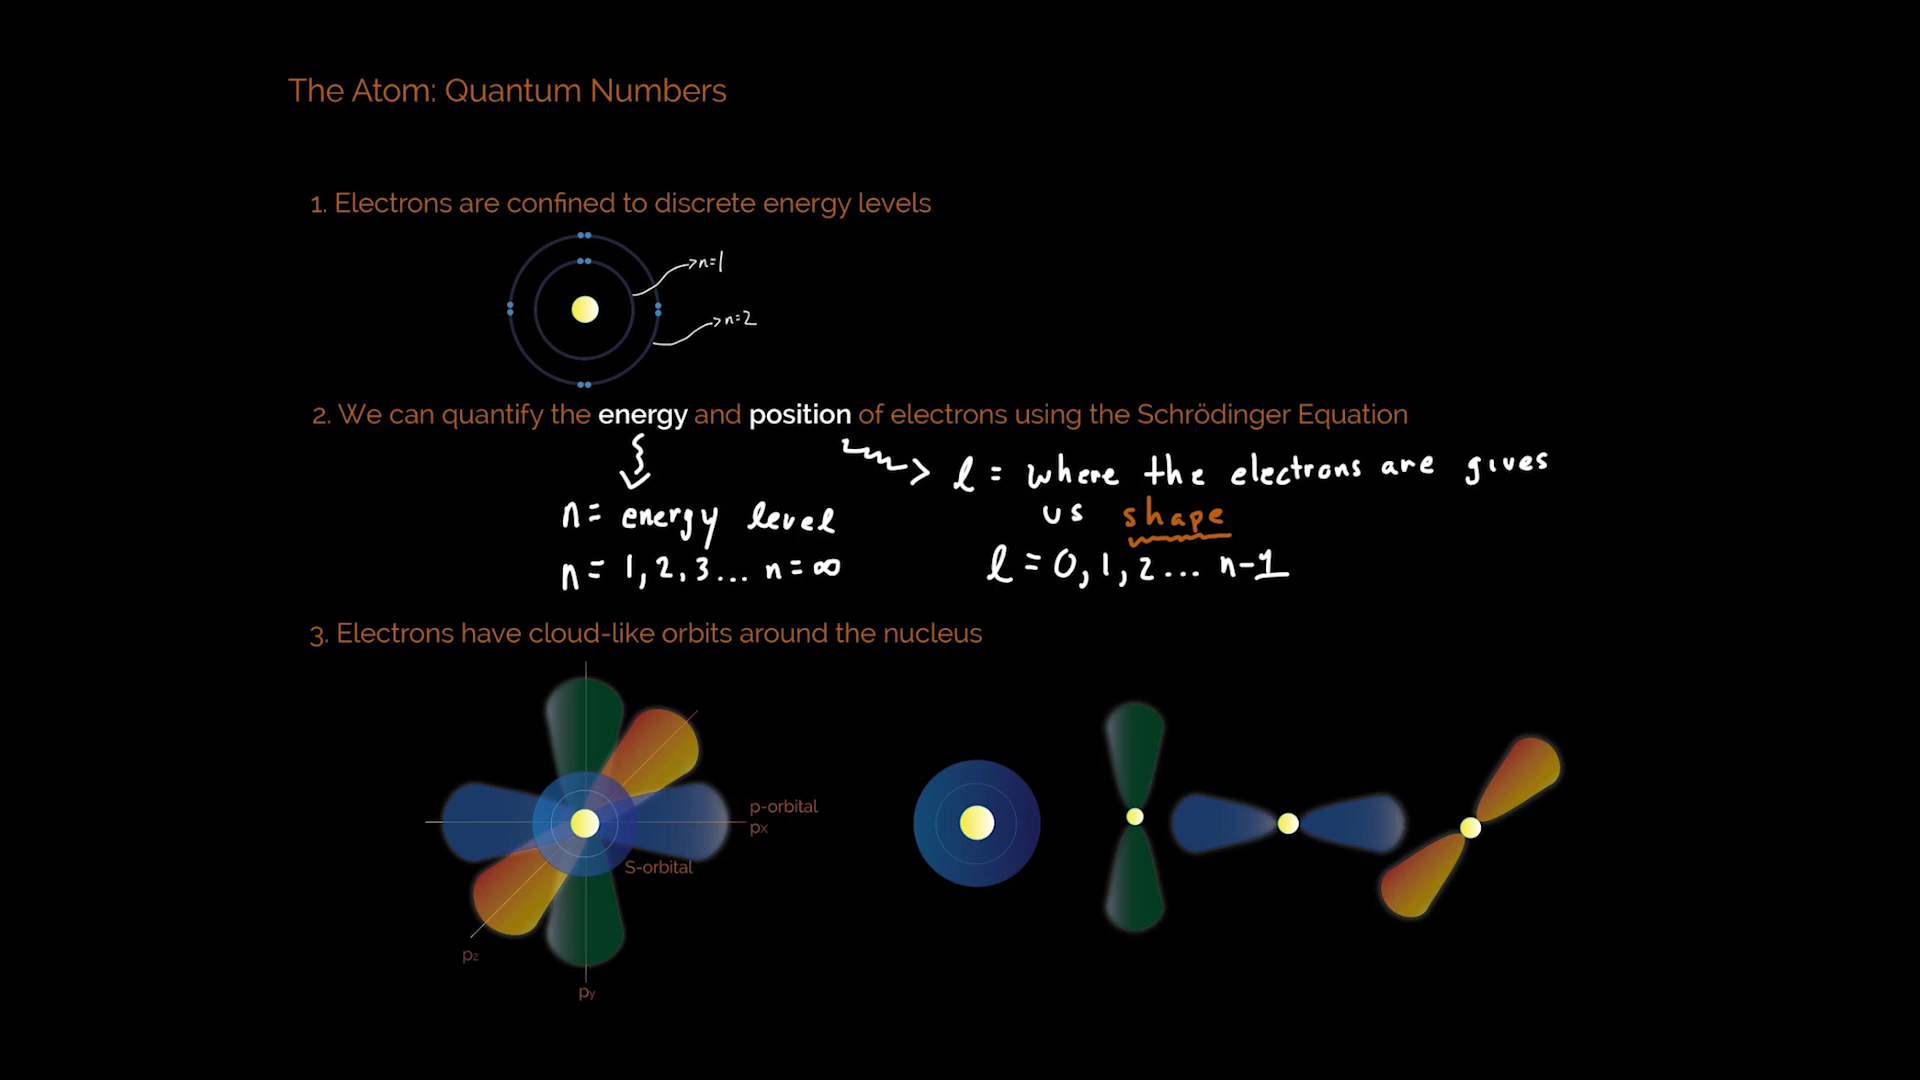 The Atom: Quantum Numbers
1. Electrons are confined to discrete energy levels
n=1
n=2
2. We can quantify the energy and position of electrons using the Schrödinger Equation
l = where the electrons are gives
us shape
n = energy level
n = 1, 2, 3... n = ∞
l = 0, 1, 2... n-1
3. Electrons have cloud-like orbits around the nucleus
p-orbital
px
S-orbital
pz
py